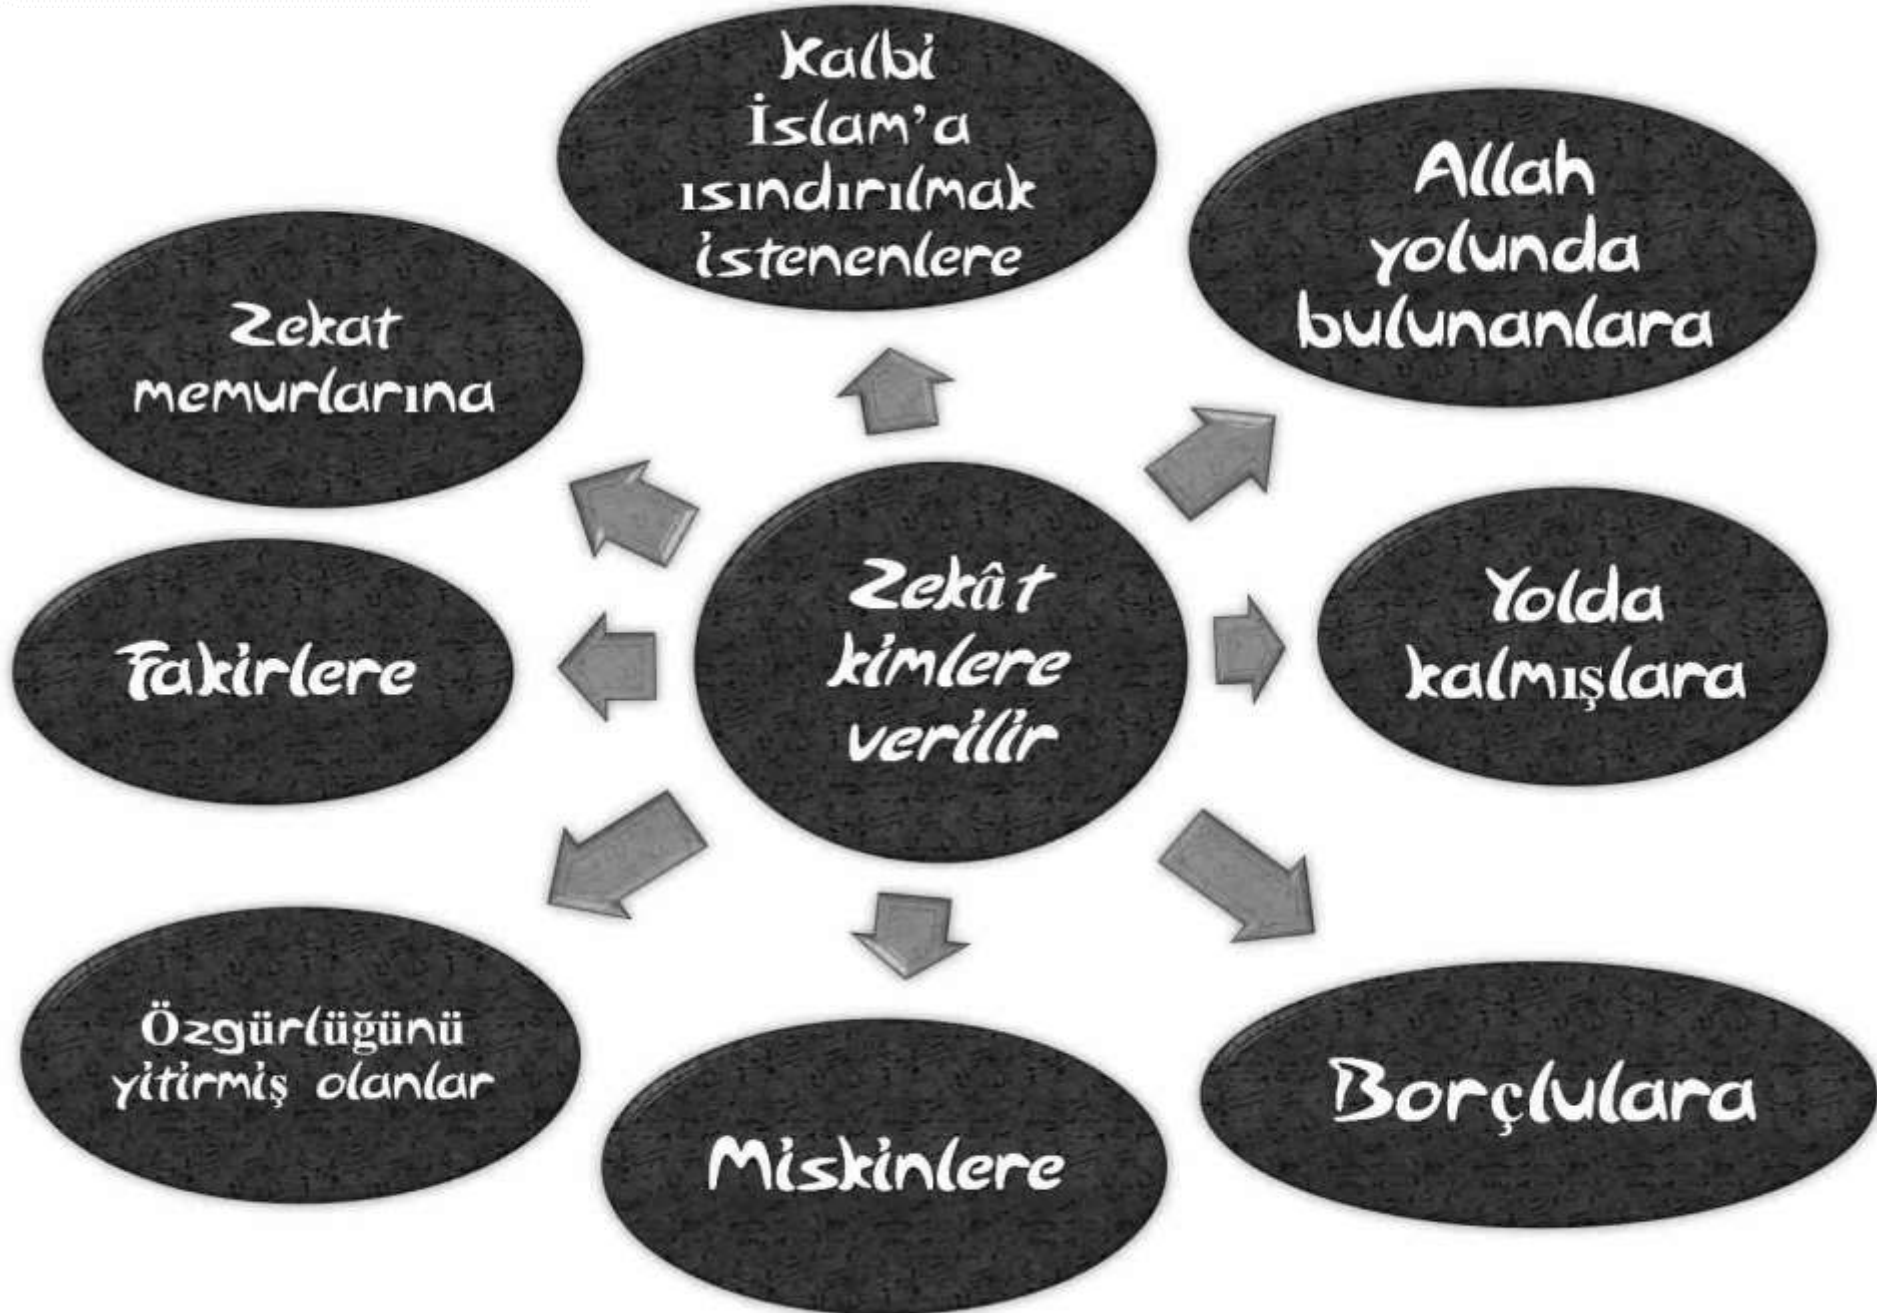 Kalbi
İslam’a
ısındırılmak
istenenlere
Allah
yolunda
bulunanlara
Zekat
memurlarına
Zekât
kimlere
verilir
Yolda
kalmışlara
Fakirlere
Özgürlüğünü
yitirmiş olanlar
Miskinlere
Borçlulara